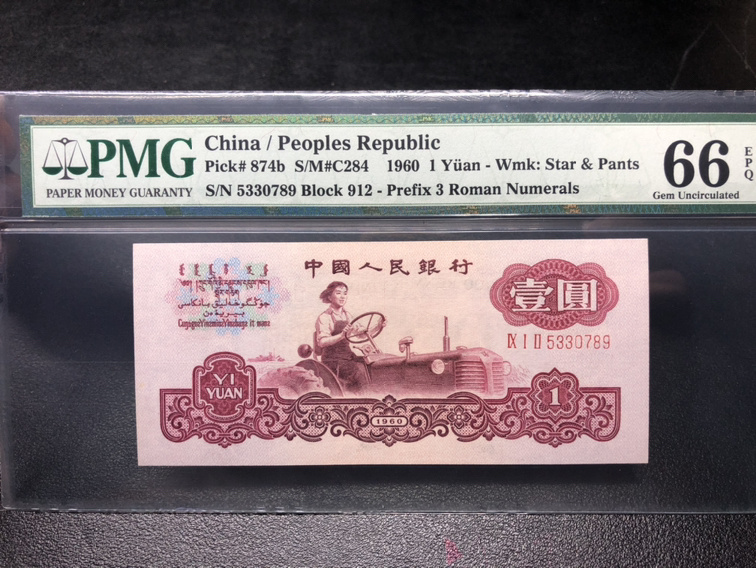 PMG
PAPER MONEY GUARANTY
China / Peoples Republic
Pick# 874b S/M#C284 1960 1 Yüan - Wmk: Star & Pants
S/N 5330789 Block 912 - Prefix 3 Roman Numerals
66
EPQ
Gem Uncirculated
中國人民銀行
壹圓
IX I II 5330789
YI
YUAN
1960
1